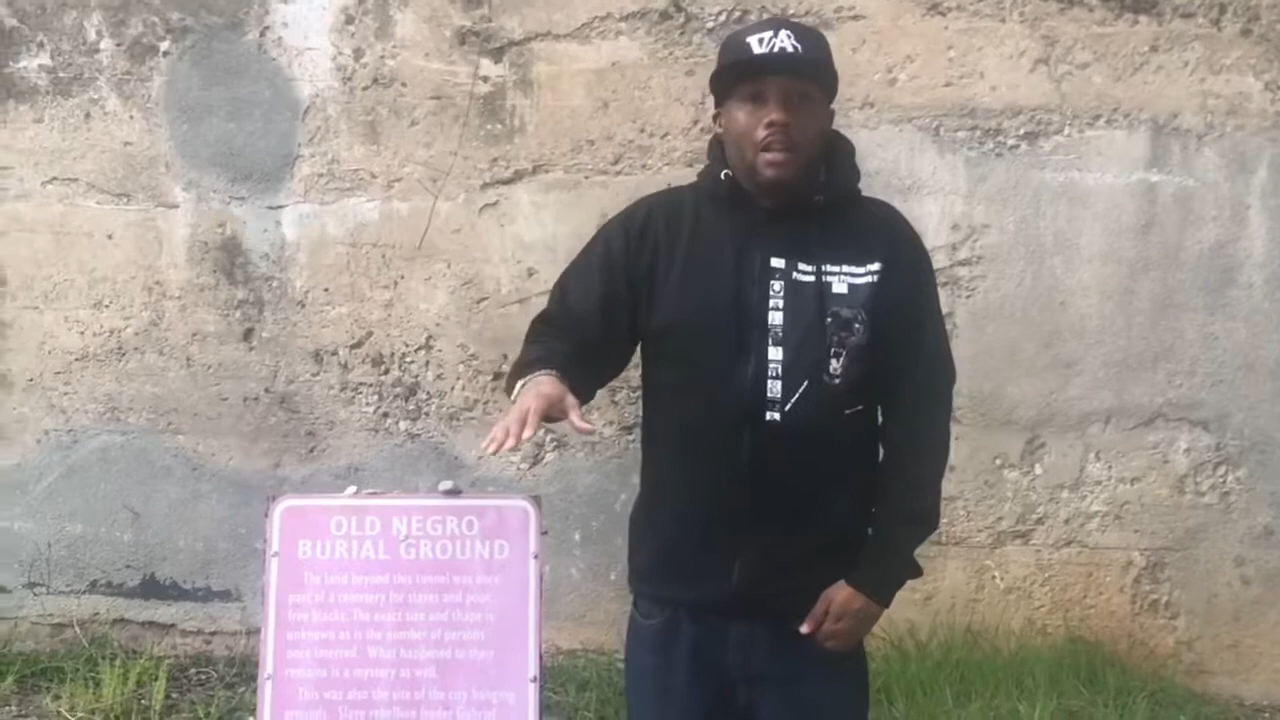 OLD NEGRO
BURIAL GROUND
The land beyond this tunnel was once
part of a cemetery for slaves and poor
free blacks. The exact size and shape is
unknown as is the number of persons
once interred. What happened to their
remains is a mystery as well.
This was also the site of the city hanging
grounds. Slave rebellion leader Gabriel